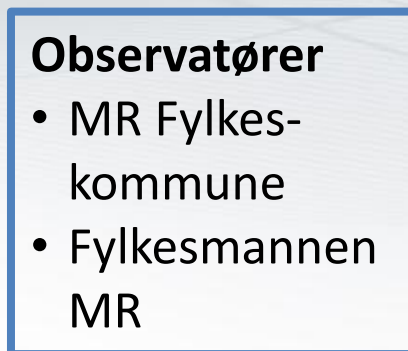 Observatører
• MR Fylkes-
kommune
• Fylkesmannen
MR